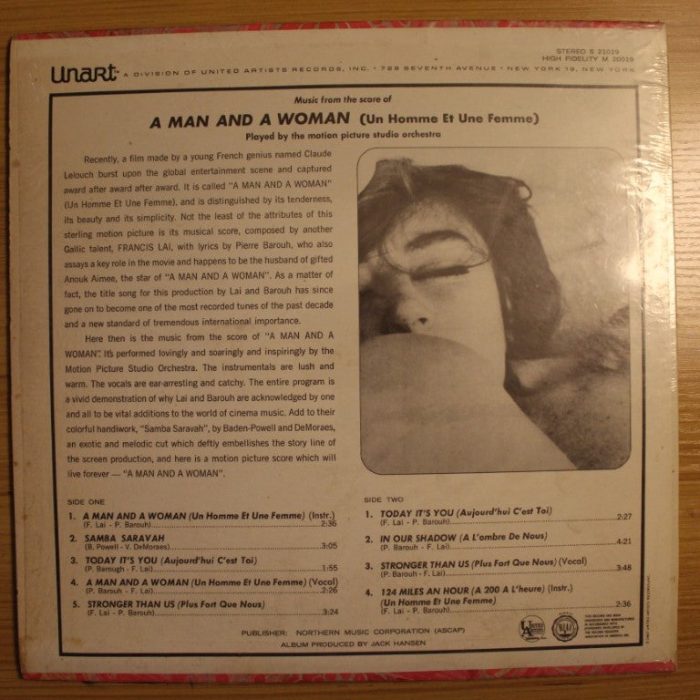 STEREO S 21019
HIGH FIDELITY M 20019
unart A DIVISION OF UNITED ARTISTS RECORDS, INC. • 729 SEVENTH AVENUE • NEW YORK 19, NEW YORK
Music from the score of
A MAN AND A WOMAN (Un Homme Et Une Femme)
Played by the motion picture studio orchestra
Recently, a film made by a young French genius named Claude
Lelouch burst upon the global entertainment scene and captured
award after award after award. It is called "A MAN AND A WOMAN"
(Un Homme Et Une Femme), and is distinguished by its tenderness,
its beauty and its simplicity. Not the least of the attributes of this
sterling motion picture is its musical score, composed by another
Gallic talent, FRANCIS LAI, with lyrics by Pierre Barouh, who also
assays a key role in the movie and happens to be the husband of gifted
Anouk Aimee, the star of "A MAN AND A WOMAN". As a matter of
fact, the title song for this production by Lai and Barouh has since
gone on to become one of the most recorded tunes of the past decade
and a new standard of tremendous international importance.
Here then is the music from the score of "A MAN AND A
WOMAN". It's performed lovingly and soaringly and inspiringly by the
Motion Picture Studio Orchestra. The instrumentals are lush and
warm. The vocals are ear-arresting and catchy. The entire program is
a vivid demonstration of why Lai and Barouh are acknowledged by one
and all to be vital additions to the world of cinema music. Add to their
colorful handiwork, "Samba Saravah", by Baden-Powell and DeMoraes,
an exotic and melodic cut which deftly embellishes the story line of
the screen production, and here is a motion picture score which will
live forever — "A MAN AND A WOMAN".
SIDE ONE
1. A MAN AND A WOMAN (Un Homme Et Une Femme) (Instr.)
(F. Lai - P. Barouh) 2:36
2. SAMBA SARAVAH
(B. Powell - V. DeMoraes) 3:05
3. TODAY IT'S YOU (Aujourd'hui C'est Toi)
(P. Barough - F. Lai) 1:55
4. A MAN AND A WOMAN (Un Homme Et Une Femme) (Vocal)
(P. Barouh - F. Lai) 2:26
5. STRONGER THAN US (Plus Fort Que Nous)
(F. Lai - P. Barouh) 3:24
SIDE TWO
1. TODAY IT'S YOU (Aujourd'hui C'est Toi)
(F. Lai - P. Barouh) 2:27
2. IN OUR SHADOW (A L'ombre De Nous)
(P. Barouh - F. Lai) 4:21
3. STRONGER THAN US (Plus Fort Que Nous) (Vocal)
(P. Barouh - F. Lai) 3:48
4. 124 MILES AN HOUR (A 200 A L'heure) (Instr.)
(Un Homme Et Une Femme)
(F. Lai - P. Barouh) 2:36
PUBLISHER: NORTHERN MUSIC CORPORATION (ASCAP)
ALBUM PRODUCED BY JACK HANSEN